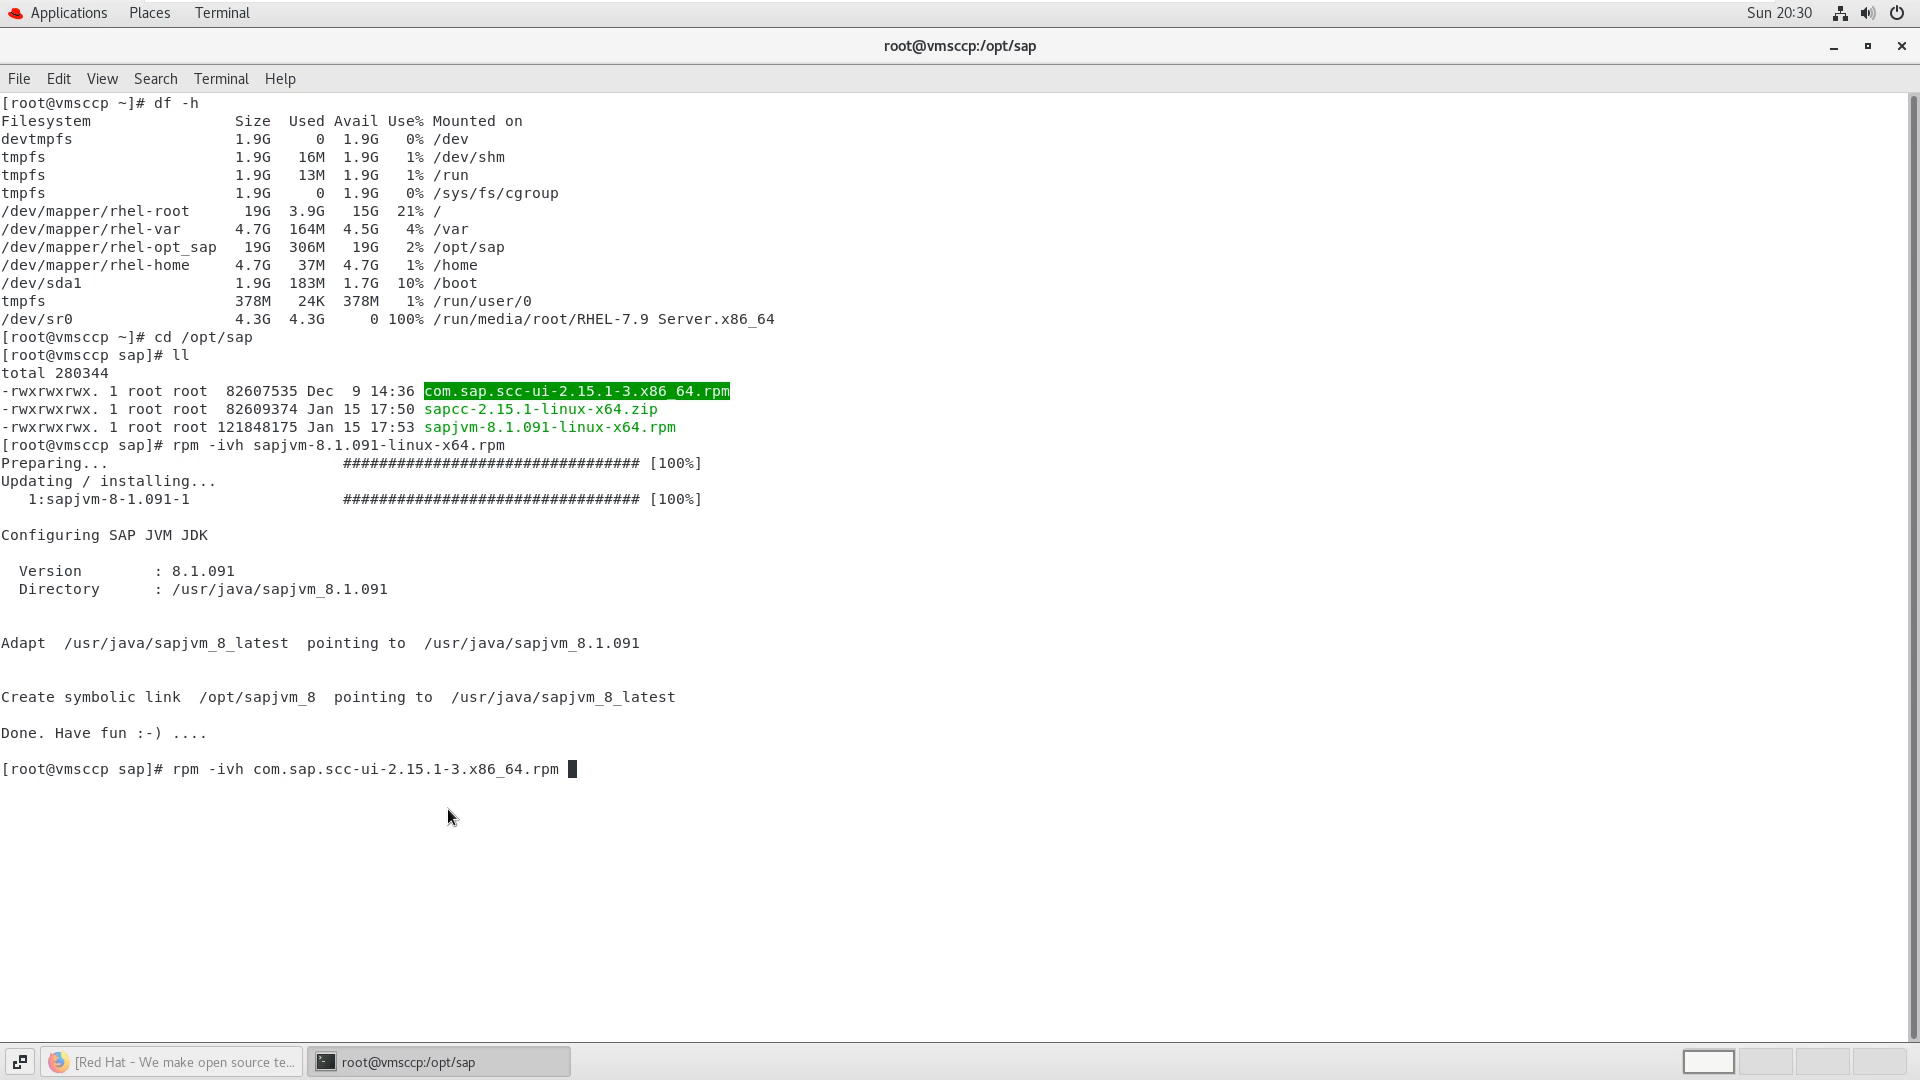 Applications Places Terminal Sun 20:30
root@vmsccp:/opt/sap
File Edit View Search Terminal Help
[root@vmsccp ~]# df -h
Filesystem                Size  Used Avail Use% Mounted on
devtmpfs                  1.9G     0  1.9G   0% /dev
tmpfs                     1.9G   16M  1.9G   1% /dev/shm
tmpfs                     1.9G   13M  1.9G   1% /run
tmpfs                     1.9G     0  1.9G   0% /sys/fs/cgroup
/dev/mapper/rhel-root      19G  3.9G   15G  21% /
/dev/mapper/rhel-var      4.7G  164M  4.5G   4% /var
/dev/mapper/rhel-opt_sap   19G  306M   19G   2% /opt/sap
/dev/mapper/rhel-home     4.7G   37M  4.7G   1% /home
/dev/sda1                 1.9G  183M  1.7G  10% /boot
tmpfs                     378M   24K  378M   1% /run/user/0
/dev/sr0                  4.3G  4.3G     0 100% /run/media/root/RHEL-7.9 Server.x86_64
[root@vmsccp ~]# cd /opt/sap
[root@vmsccp sap]# ll
total 280344
-rwxrwxrwx. 1 root root  82607535 Dec  9 14:36 com.sap.scc-ui-2.15.1-3.x86_64.rpm
-rwxrwxrwx. 1 root root  82609374 Jan 15 17:50 sapcc-2.15.1-linux-x64.zip
-rwxrwxrwx. 1 root root 121848175 Jan 15 17:53 sapjvm-8.1.091-linux-x64.rpm
[root@vmsccp sap]# rpm -ivh sapjvm-8.1.091-linux-x64.rpm
Preparing...                          ################################# [100%]
Updating / installing...
   1:sapjvm-8-1.091-1                 ################################# [100%]
Configuring SAP JVM JDK
  Version        : 8.1.091
  Directory      : /usr/java/sapjvm_8.1.091
Adapt  /usr/java/sapjvm_8_latest  pointing to  /usr/java/sapjvm_8.1.091
Create symbolic link  /opt/sapjvm_8  pointing to  /usr/java/sapjvm_8_latest
Done. Have fun :-) ....
[root@vmsccp sap]# rpm -ivh com.sap.scc-ui-2.15.1-3.x86_64.rpm
[Red Hat - We make open source te... root@vmsccp:/opt/sap